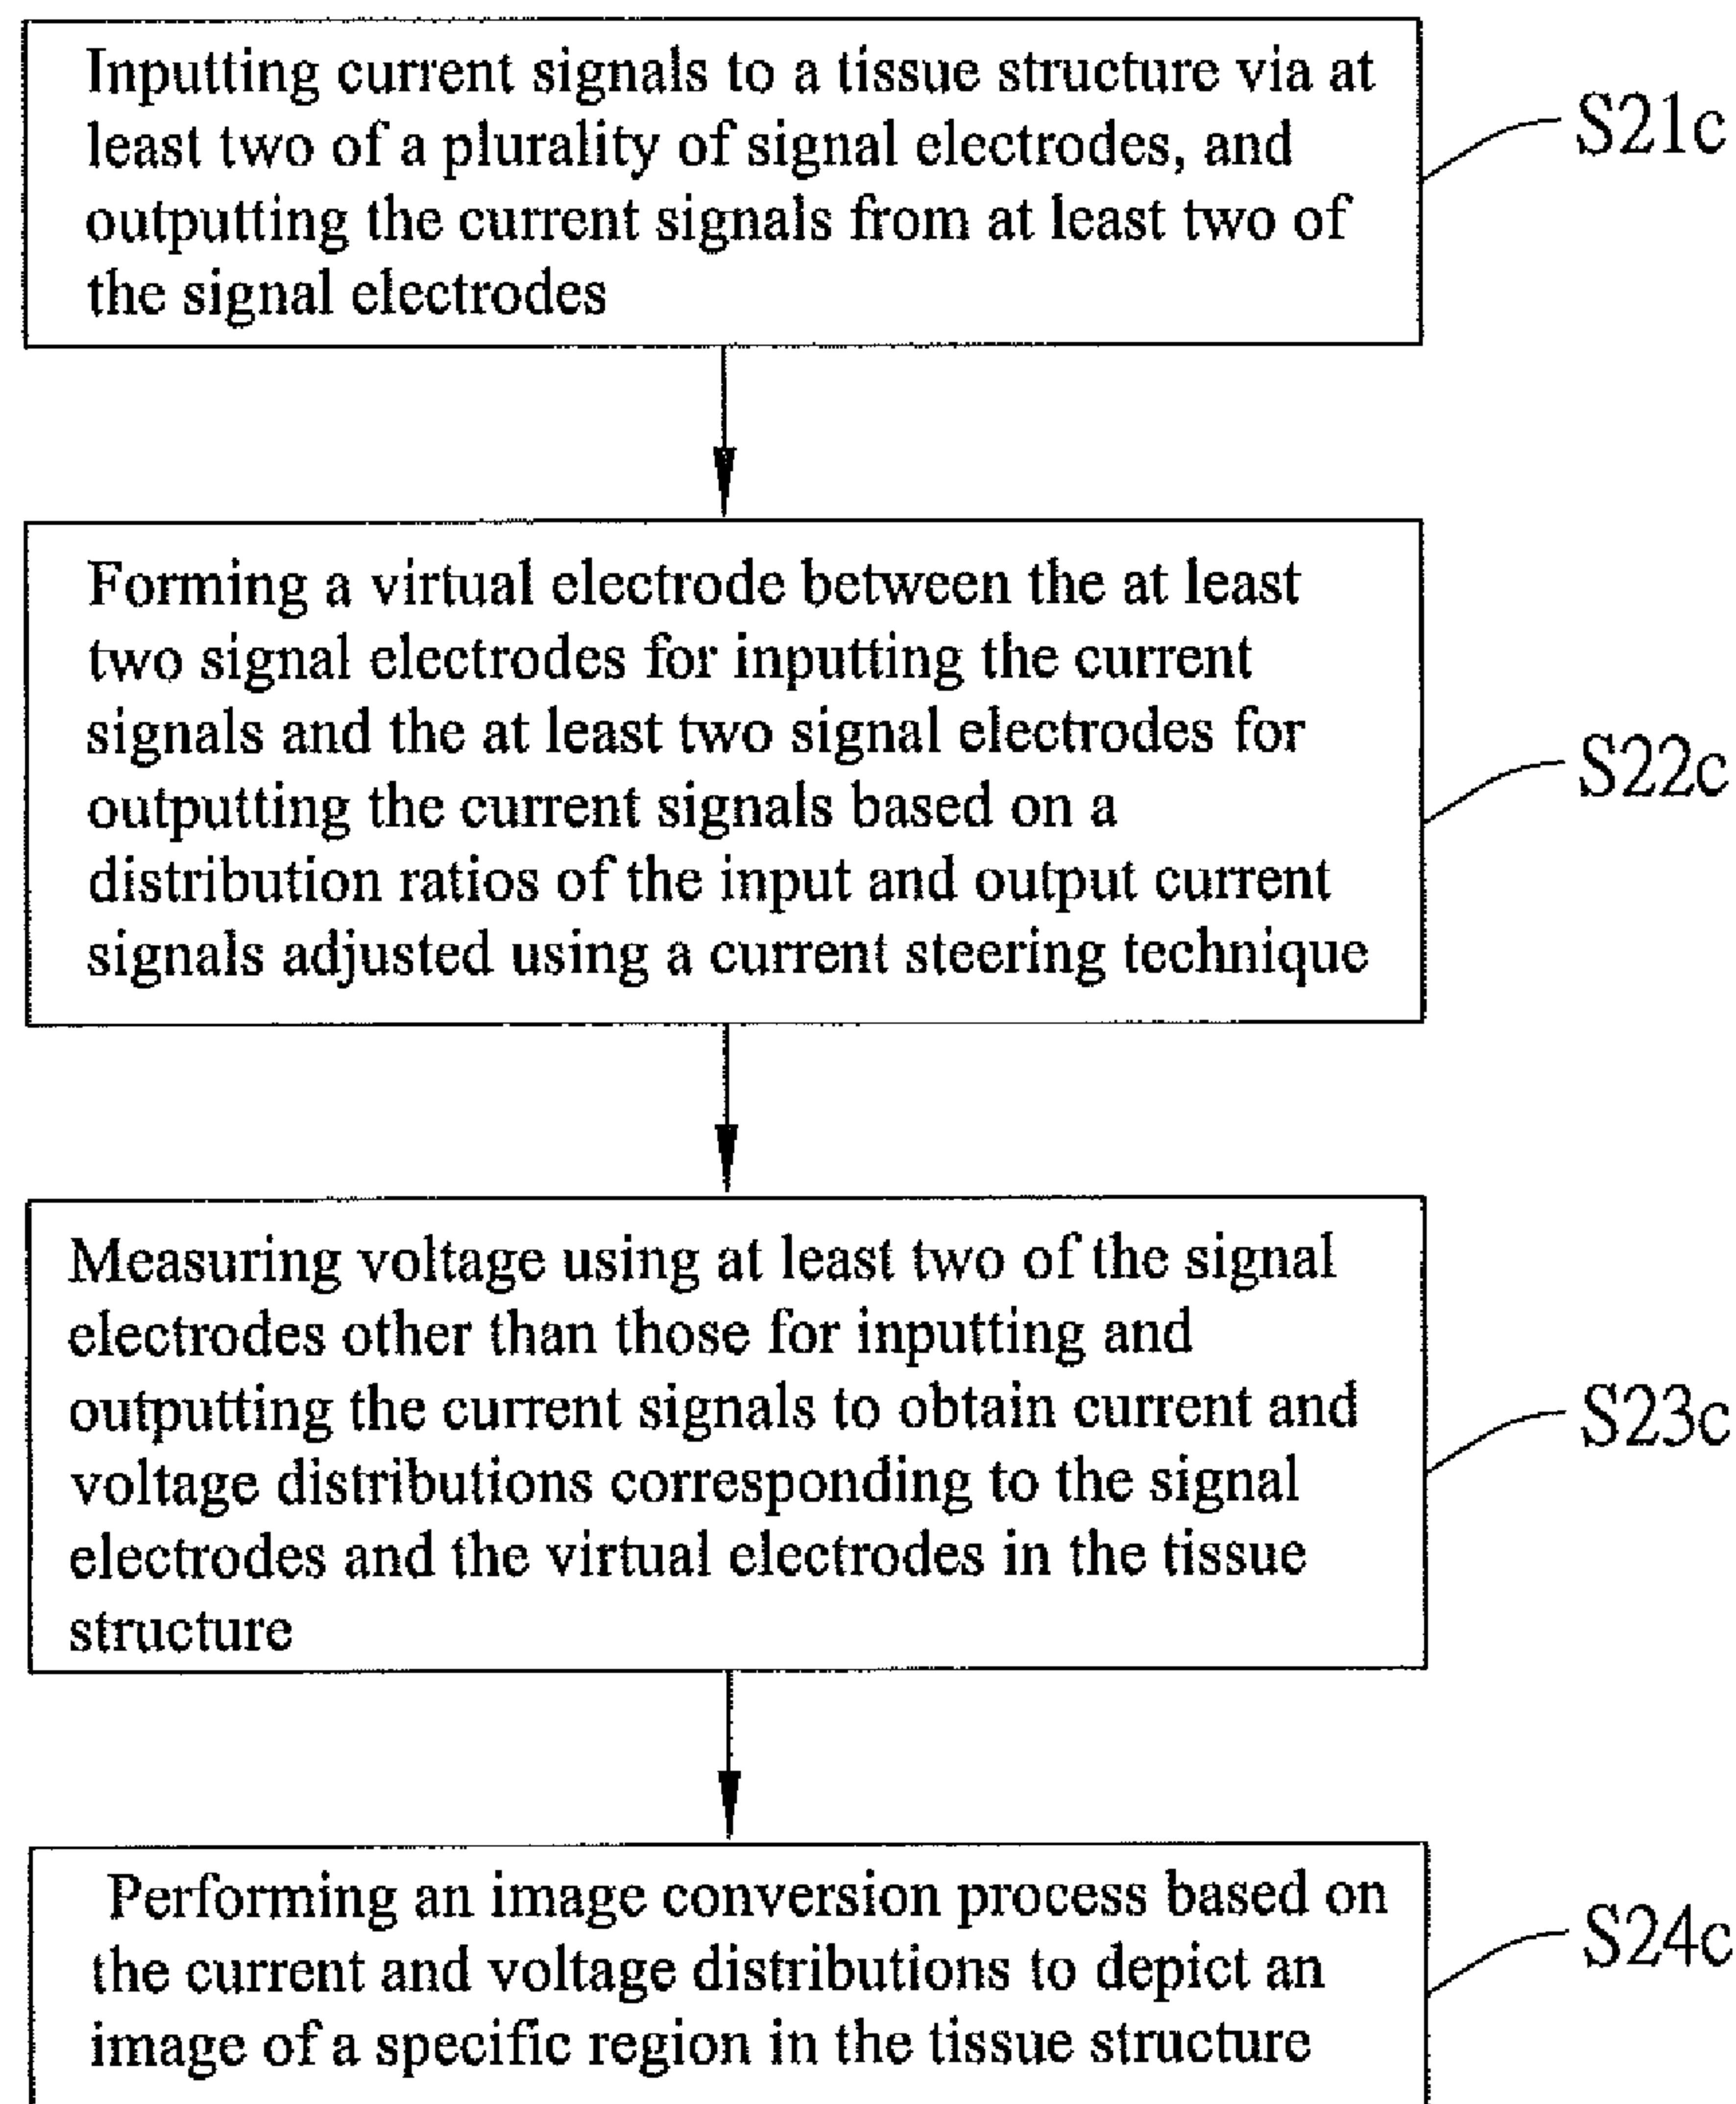 Inputting current signals to a tissue structure via at
least two of a plurality of signal electrodes, and
outputting the current signals from at least two of
the signal electrodes
S21c
Forming a virtual electrode between the at least
two signal electrodes for inputting the current
signals and the at least two signal electrodes for
outputting the current signals based on a
distribution ratios of the input and output current
signals adjusted using a current steering technique
S22c
Measuring voltage using at least two of the signal
electrodes other than those for inputting and
outputting the current signals to obtain current and
voltage distributions corresponding to the signal
electrodes and the virtual electrodes in the tissue
structure
S23c
Performing an image conversion process based on
the current and voltage distributions to depict an
image of a specific region in the tissue structure
S24c